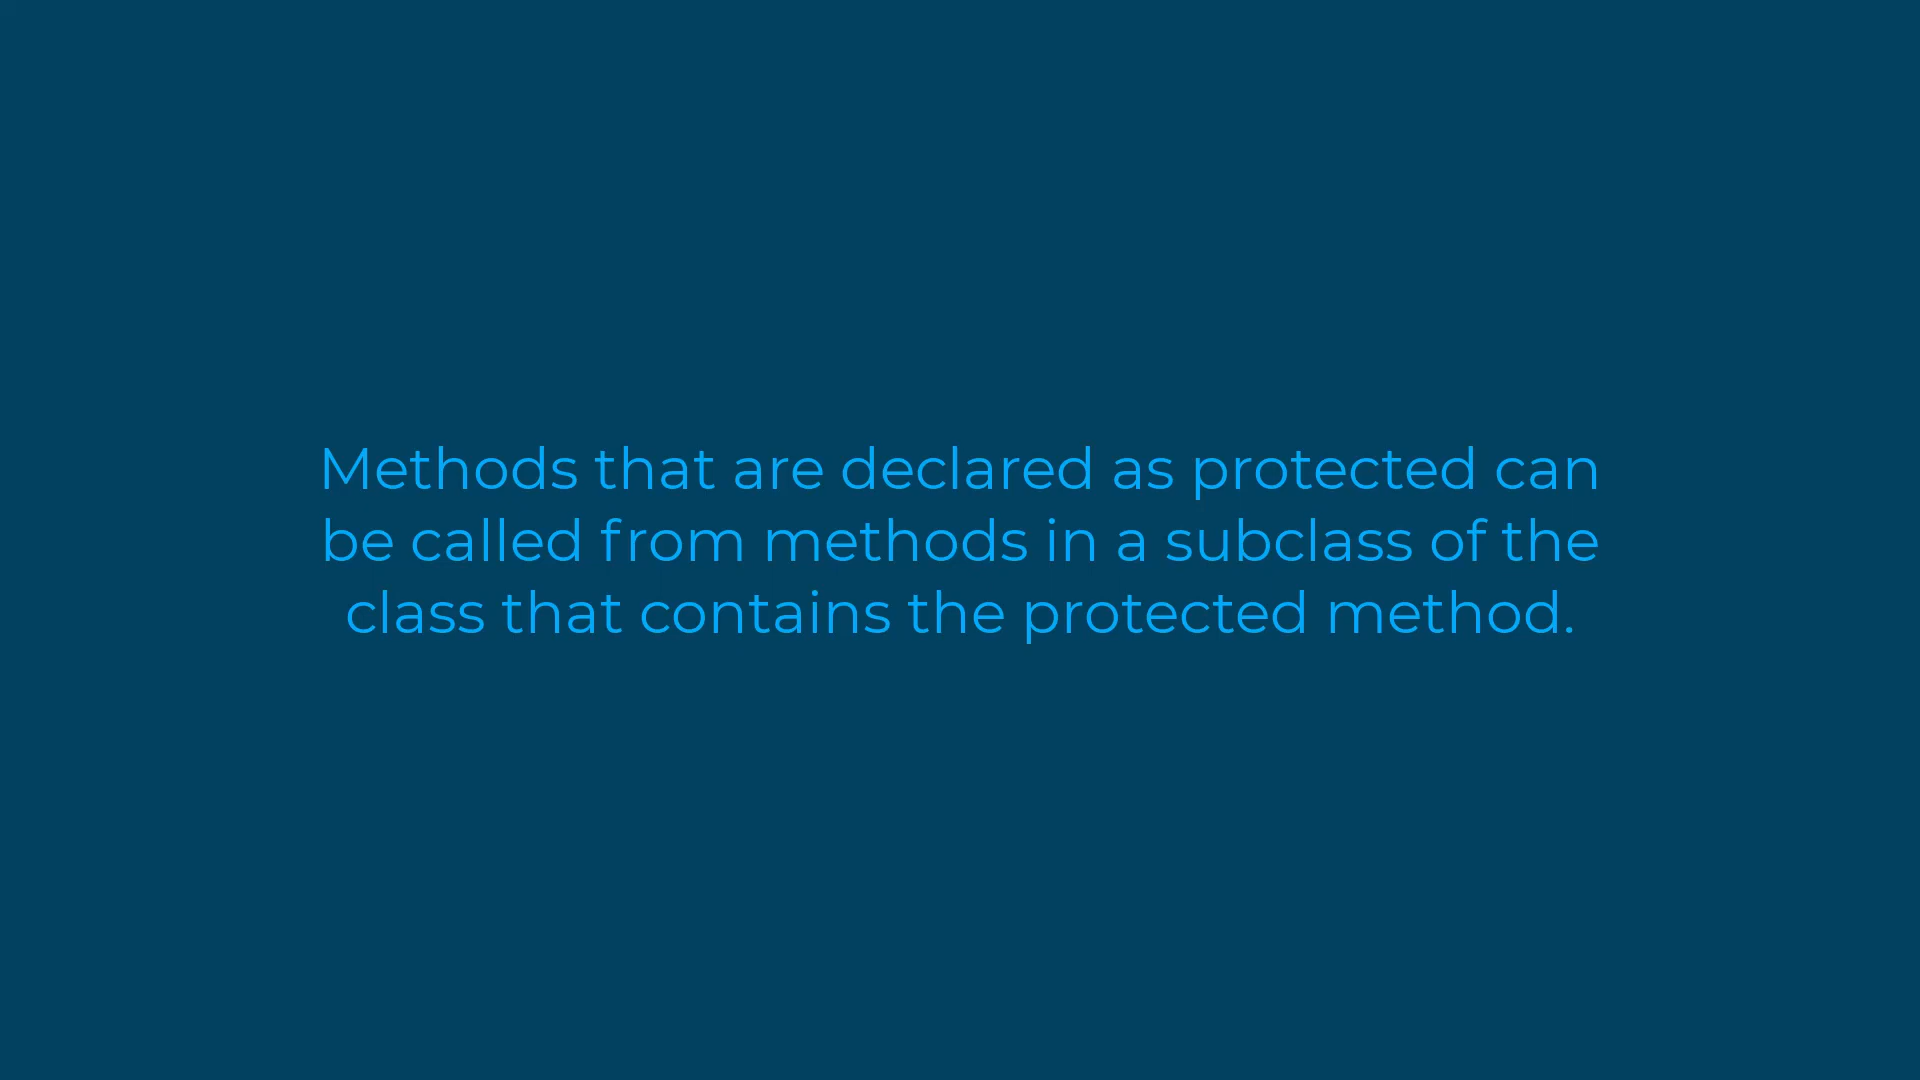 Methods that are declared as protected can
be called from methods in a subclass of the
class that contains the protected method.